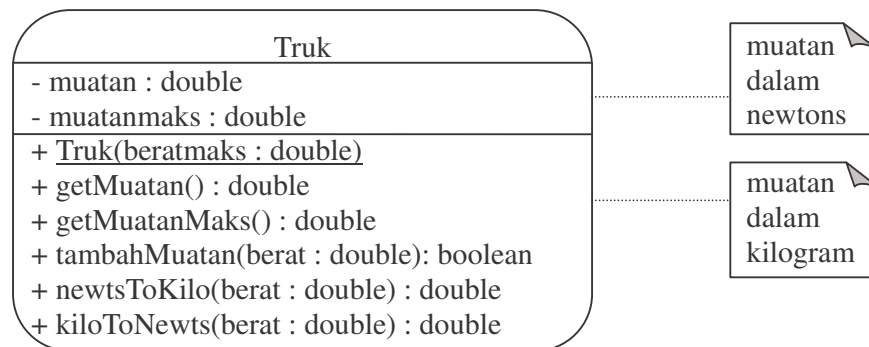 Truk
- muatan : double
- muatanmaks : double
+ Truk(beratmaks : double)
+ getMuatan() : double
+ getMuatanMaks() : double
+ tambahMuatan(berat : double): boolean
+ newtsToKilo(berat : double) : double
+ kiloToNewts(berat : double) : double
muatan
dalam
newtons
muatan
dalam
kilogram